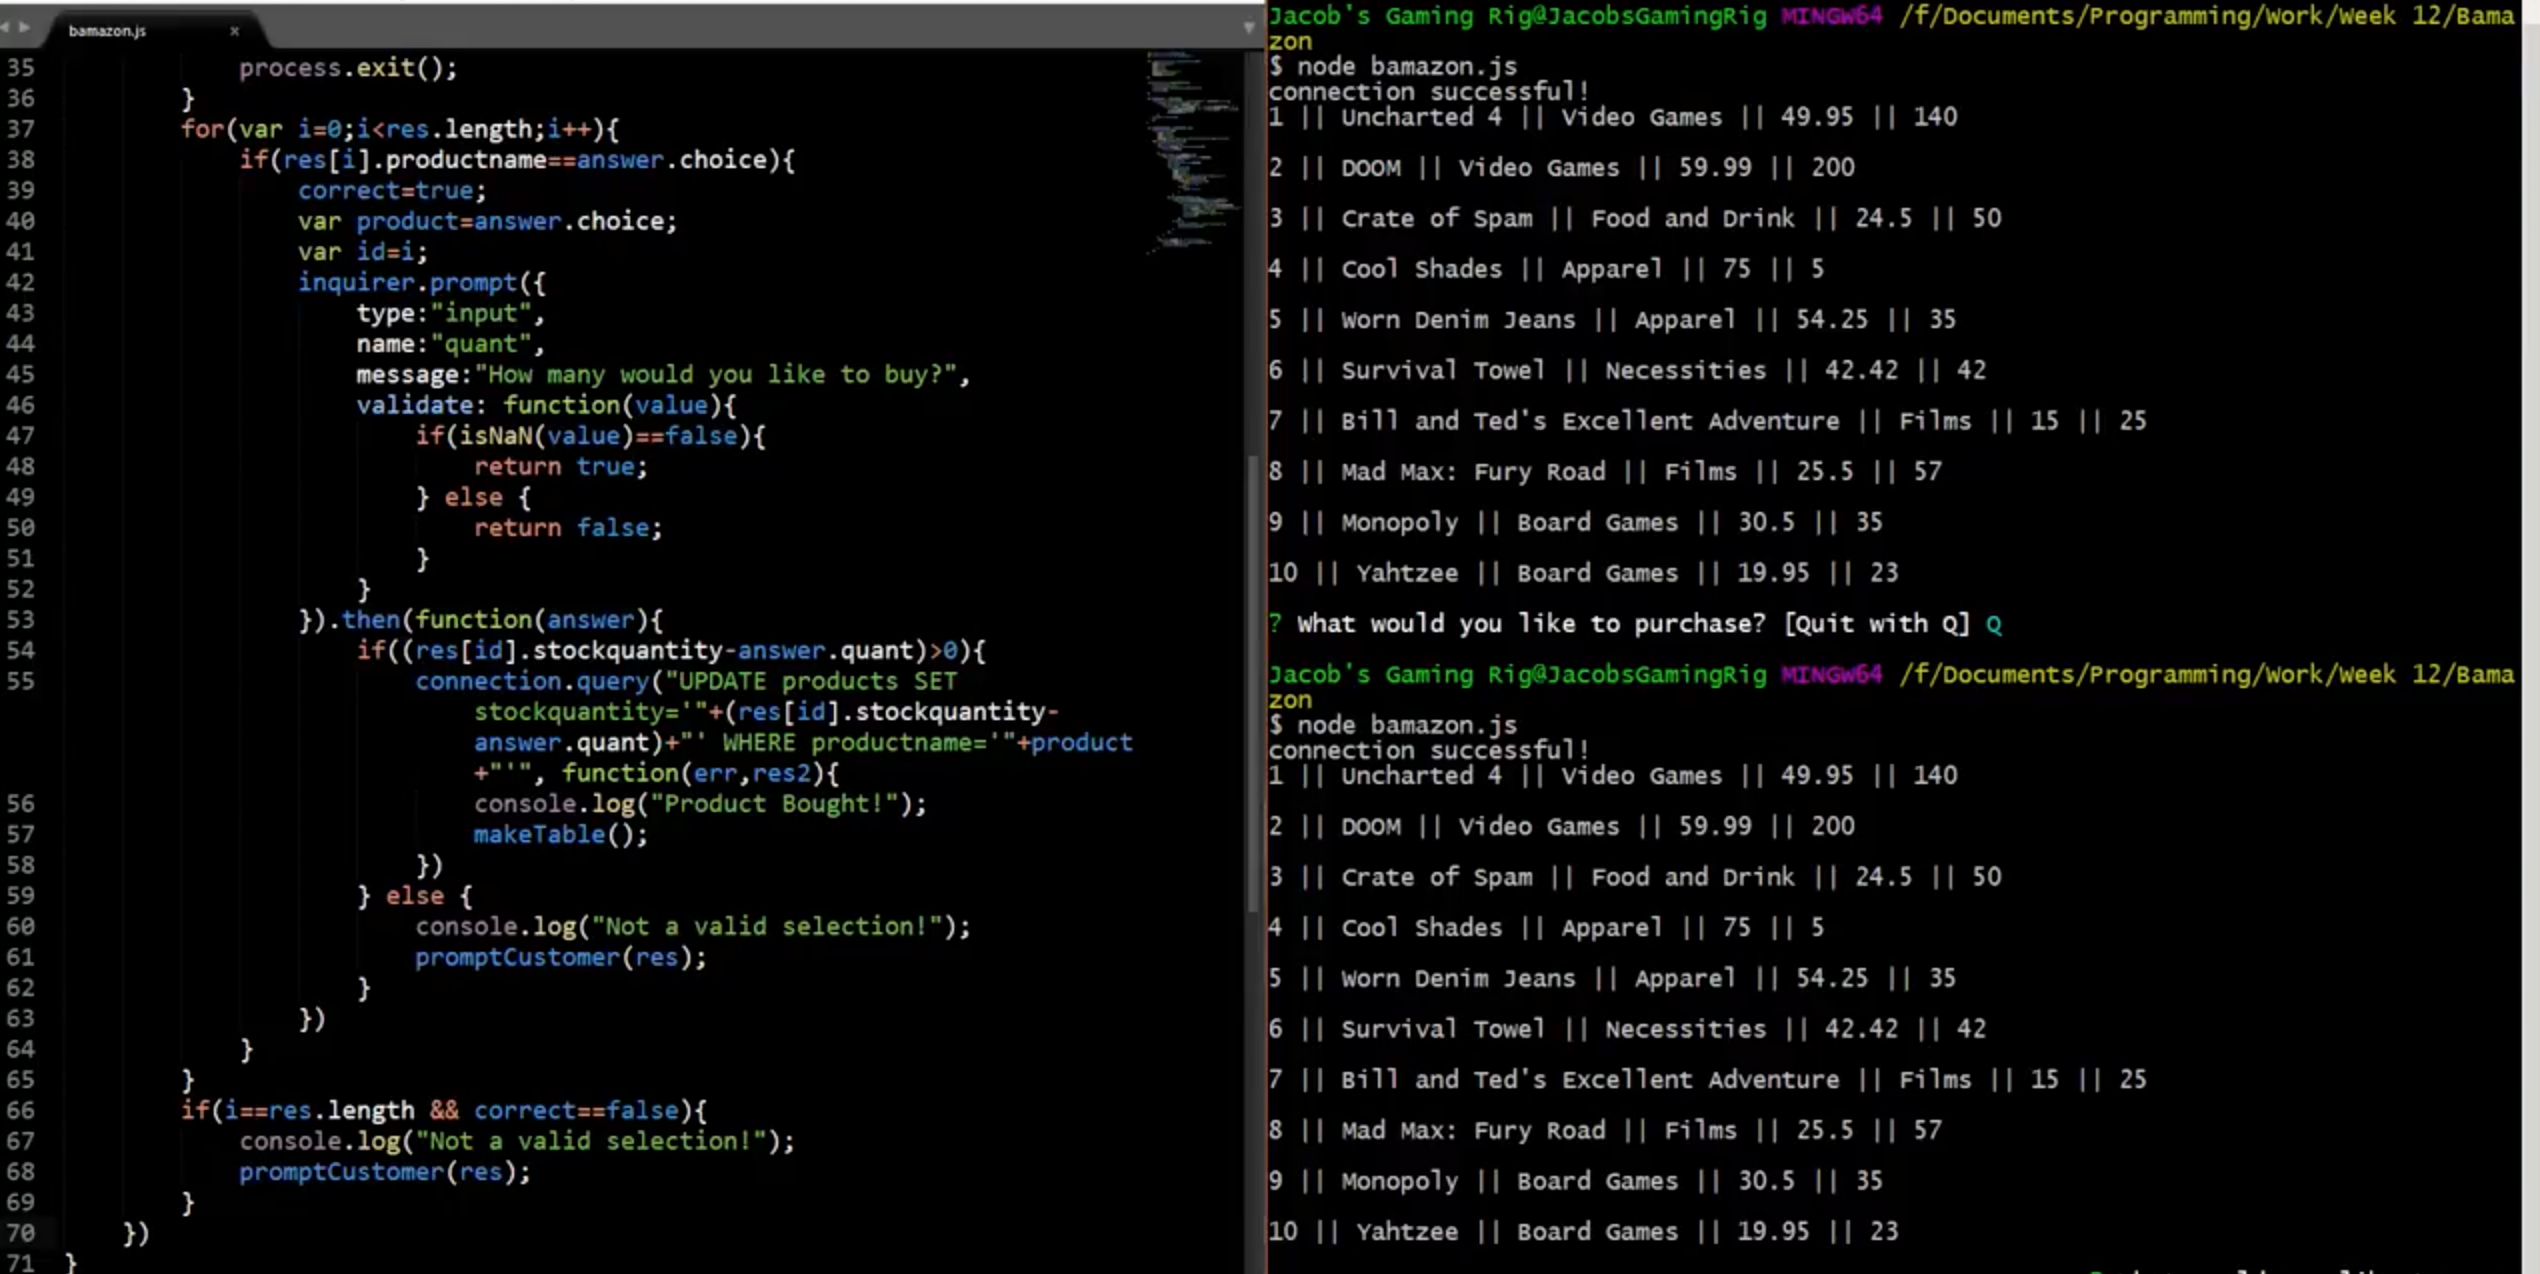 bamazon.js x
35 process.exit();
36 }
37 for(var i=0;i<res.length;i++){
38 if(res[i].productname==answer.choice){
39 correct=true;
40 var product=answer.choice;
41 var id=i;
42 inquirer.prompt({
43 type:"input",
44 name:"quant",
45 message:"How many would you like to buy?",
46 validate: function(value){
47 if(isNaN(value)==false){
48 return true;
49 } else {
50 return false;
51 }
52 }
53 }).then(function(answer){
54 if((res[id].stockquantity-answer.quant)>0){
55 connection.query("UPDATE products SET
stockquantity='"+(res[id].stockquantity-
answer.quant)+"' WHERE productname='"+product
+"'", function(err,res2){
56 console.log("Product Bought!");
57 makeTable();
58 })
59 } else {
60 console.log("Not a valid selection!");
61 promptCustomer(res);
62 }
63 })
64 }
65 }
66 if(i==res.length && correct==false){
67 console.log("Not a valid selection!");
68 promptCustomer(res);
69 }
70 })
71 }
Jacob's Gaming Rig@JacobsGamingRig MINGW64 /f/Documents/Programming/Work/Week 12/Bama
zon
$ node bamazon.js
connection successful!
1 || Uncharted 4 || Video Games || 49.95 || 140
2 || DOOM || Video Games || 59.99 || 200
3 || Crate of Spam || Food and Drink || 24.5 || 50
4 || Cool Shades || Apparel || 75 || 5
5 || Worn Denim Jeans || Apparel || 54.25 || 35
6 || Survival Towel || Necessities || 42.42 || 42
7 || Bill and Ted's Excellent Adventure || Films || 15 || 25
8 || Mad Max: Fury Road || Films || 25.5 || 57
9 || Monopoly || Board Games || 30.5 || 35
10 || Yahtzee || Board Games || 19.95 || 23
? What would you like to purchase? [Quit with Q] Q
Jacob's Gaming Rig@JacobsGamingRig MINGW64 /f/Documents/Programming/Work/Week 12/Bama
zon
$ node bamazon.js
connection successful!
1 || Uncharted 4 || Video Games || 49.95 || 140
2 || DOOM || Video Games || 59.99 || 200
3 || Crate of Spam || Food and Drink || 24.5 || 50
4 || Cool Shades || Apparel || 75 || 5
5 || Worn Denim Jeans || Apparel || 54.25 || 35
6 || Survival Towel || Necessities || 42.42 || 42
7 || Bill and Ted's Excellent Adventure || Films || 15 || 25
8 || Mad Max: Fury Road || Films || 25.5 || 57
9 || Monopoly || Board Games || 30.5 || 35
10 || Yahtzee || Board Games || 19.95 || 23